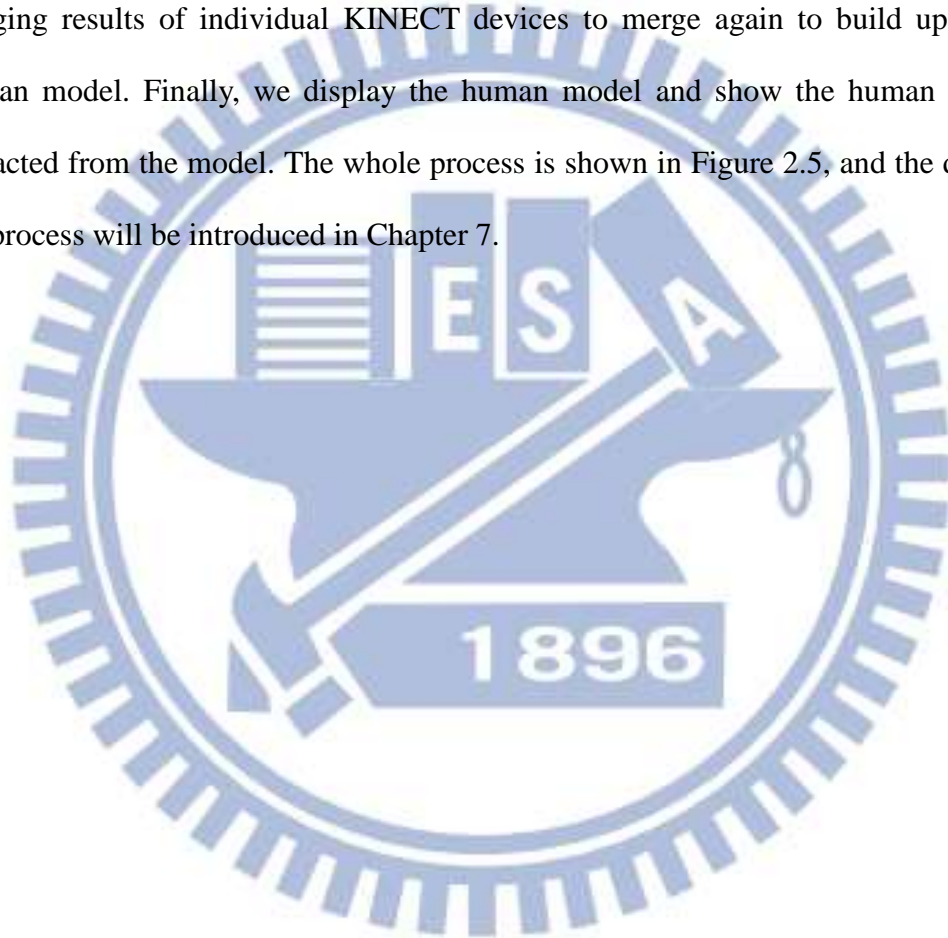 ging results of individual KINECT devices to merge again to build up
an model. Finally, we display the human model and show the human
acted from the model. The whole process is shown in Figure 2.5, and the
process will be introduced in Chapter 7.
E S A
1896